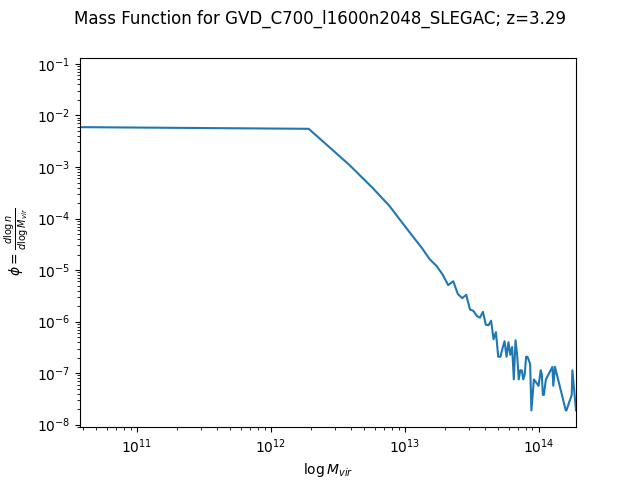 Mass Function for GVD_C700_l1600n2048_SLEGAC; z=3.29
10⁻¹
10⁻²
10⁻³
10⁻⁴
10⁻⁵
10⁻⁶
10⁻⁷
10⁻⁸
ϕ = d log n / d log M_vir
10¹¹ 10¹² 10¹³ 10¹⁴
log M_vir